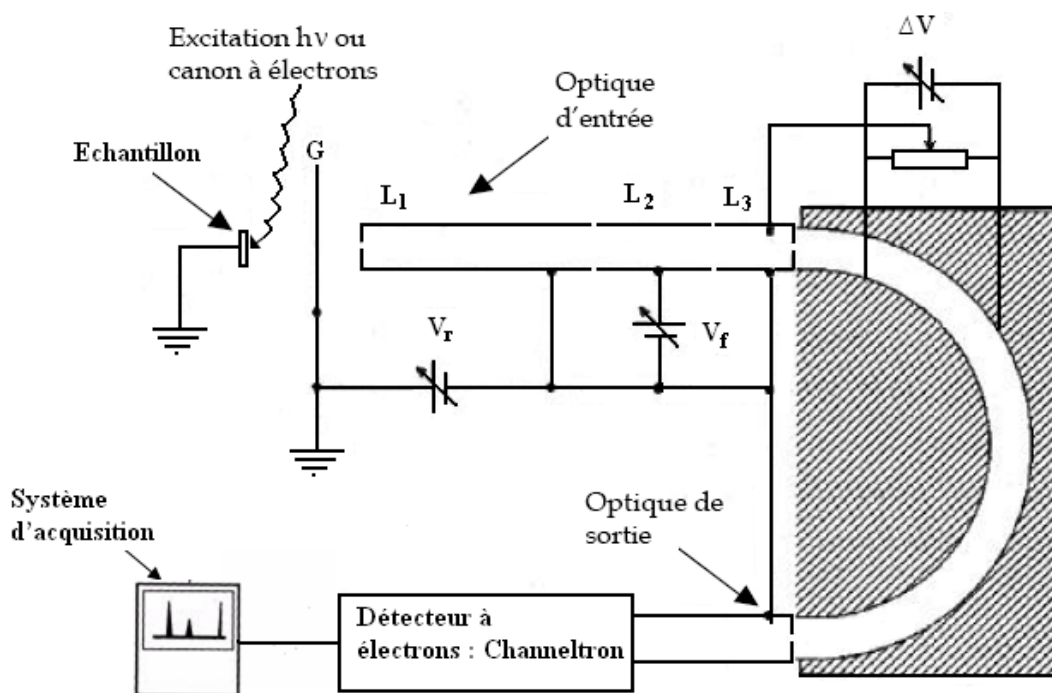 Excitation hν ou
canon à électrons
ΔV
Optique
d'entrée
Echantillon
G
L1
L2
L3
Vr
Vf
Système
d'acquisition
Optique de
sortie
Détecteur à
électrons : Channeltron